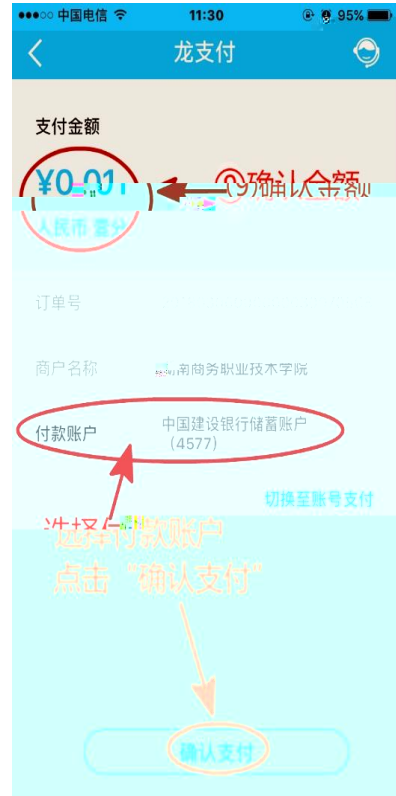 中国电信 11:30 95%
龙支付
支付金额
¥0.01
确认金额
人民币 壹分
订单号
商户名称 湖南商务职业技术学院
付款账户 中国建设银行储蓄账户
（4577）
切换至账号支付
选择付款账户
点击“确认支付”
确认支付